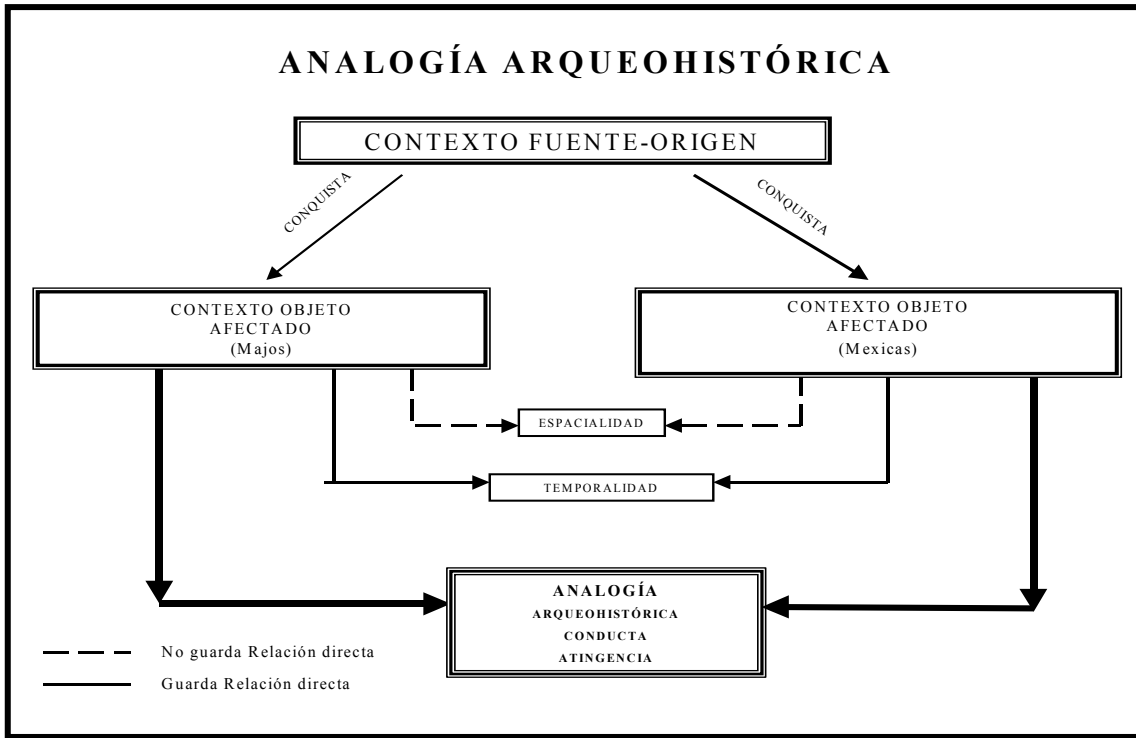 ANALOGÍA ARQUEOHISTÓRICA
CONTEXTO FUENTE-ORIGEN
CONQUISTA
CONQUISTA
CONTEXTO OBJETO
AFECTADO
(Majos)
CONTEXTO OBJETO
AFECTADO
(Mexicas)
ESPACIALIDAD
TEMPORALIDAD
ANALOGÍA
ARQUEOHISTÓRICA
CONDUCTA
ATINGENCIA
No guarda Relación directa
Guarda Relación directa